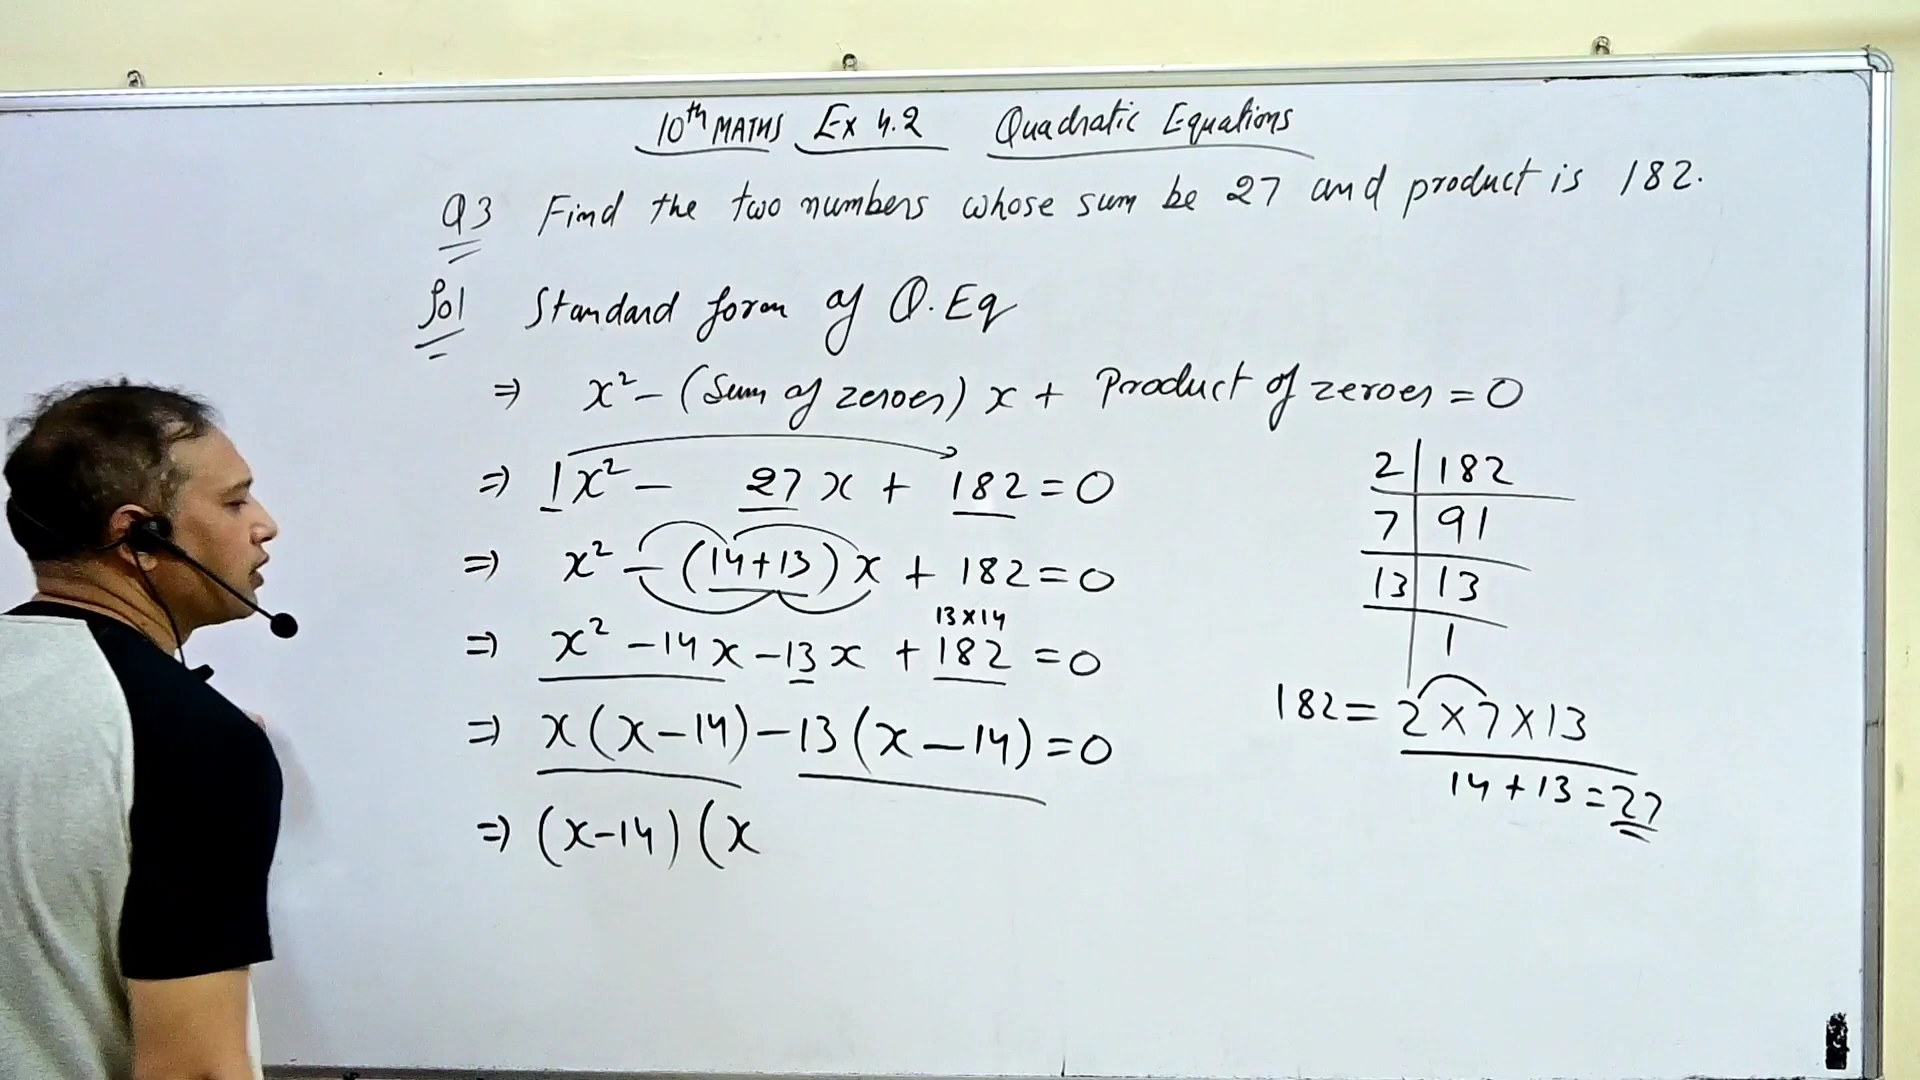 10th MATHS Ex 4.2 Quadratic Equations
Q3 Find the two numbers whose sum be 27 and product is 182.
Sol Standard form of Q.Eq
⇒ x² - (Sum of zeroes) x + Product of zeroes = 0
⇒ 1x² - 27x + 182 = 0
⇒ x² - (14+13)x + 182 = 0
13×14
⇒ x² - 14x - 13x + 182 = 0
⇒ x(x-14) - 13(x-14) = 0
⇒ (x-14)(x
2 | 182
7 | 91
13 | 13
1
182 = 2×7×13
14+13=27